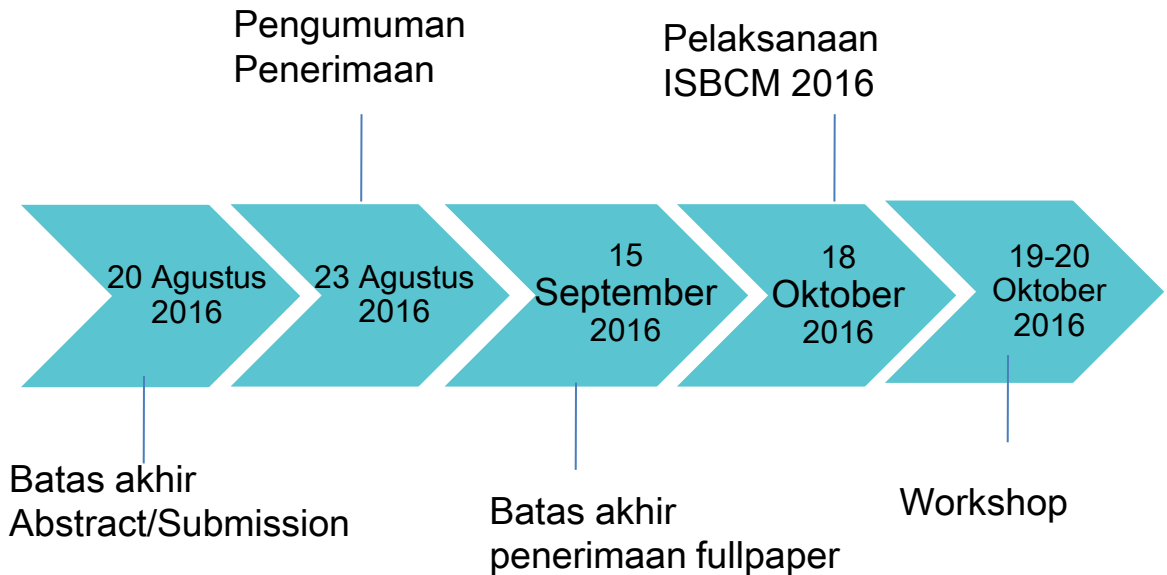 Pengumuman
Penerimaan
Pelaksanaan
ISBCM 2016
20 Agustus
2016
23 Agustus
2016
15
September
2016
18
Oktober
2016
19-20
Oktober
2016
Batas akhir
Abstract/Submission
Batas akhir
penerimaan fullpaper
Workshop